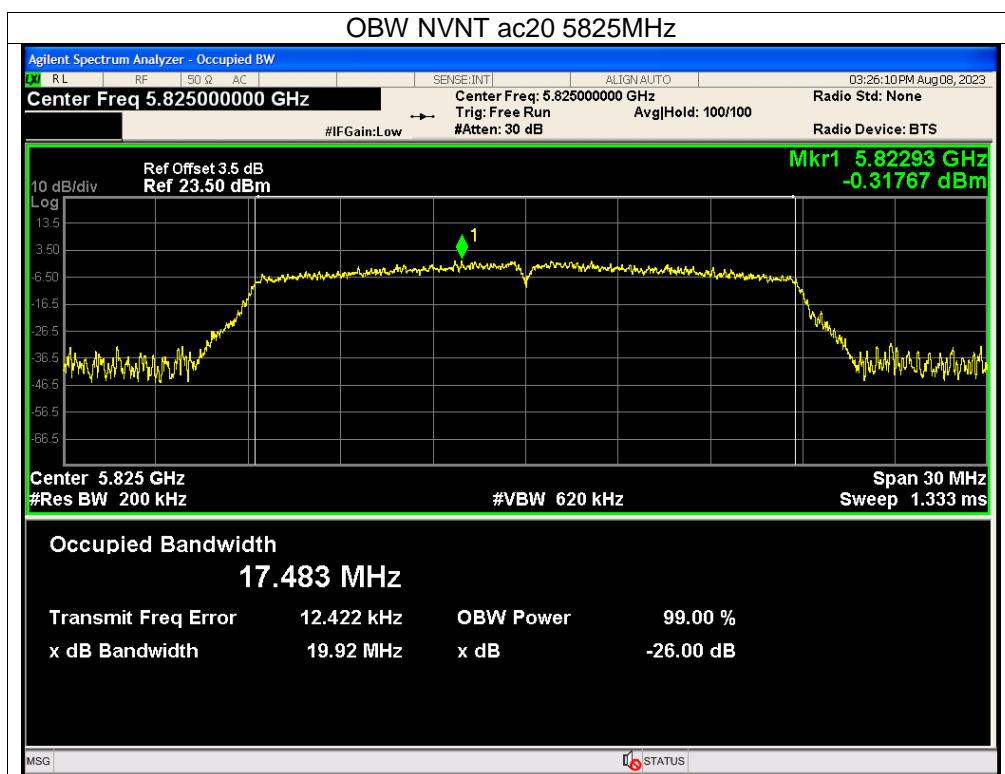 OBW NVNT ac20 5825MHz
Agilent Spectrum Analyzer - Occupied BW
LXI RL RF 50 Ω AC SENSE:INT ALIGN AUTO 03:26:10 PM Aug 08, 2023
Center Freq 5.825000000 GHz Center Freq: 5.825000000 GHz Radio Std: None
Trig: Free Run Avg|Hold: 100/100
#IFGain:Low #Atten: 30 dB Radio Device: BTS
Mkr1 5.82293 GHz
Ref Offset 3.5 dB
10 dB/div Ref 23.50 dBm -0.31767 dBm
Log
13.5
1
3.50
-6.50
-16.5
-26.5
-36.5
-46.5
-56.5
-66.5
Center 5.825 GHz Span 30 MHz
#Res BW 200 kHz #VBW 620 kHz Sweep 1.333 ms
Occupied Bandwidth
17.483 MHz
Transmit Freq Error 12.422 kHz OBW Power 99.00 %
x dB Bandwidth 19.92 MHz x dB -26.00 dB
MSG STATUS